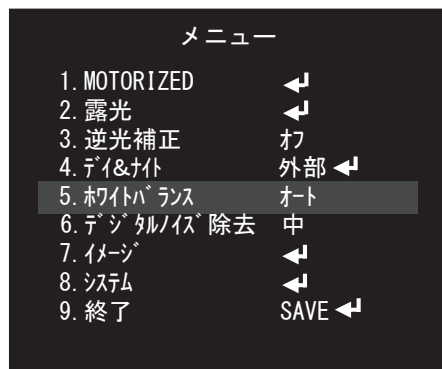 メニュー
1. MOTORIZED ↲
2. 露光 ↲
3. 逆光補正 オフ
4. ﾃﾞｲ&ﾅｲﾄ 外部 ↲
5. ﾎﾜｲﾄﾊﾞﾗﾝｽ ｵｰﾄ
6. ﾃﾞｼﾞﾀﾙﾉｲｽﾞ除去 中
7. ｲﾒｰｼﾞ ↲
8. ｼｽﾃﾑ ↲
9. 終了 SAVE ↲